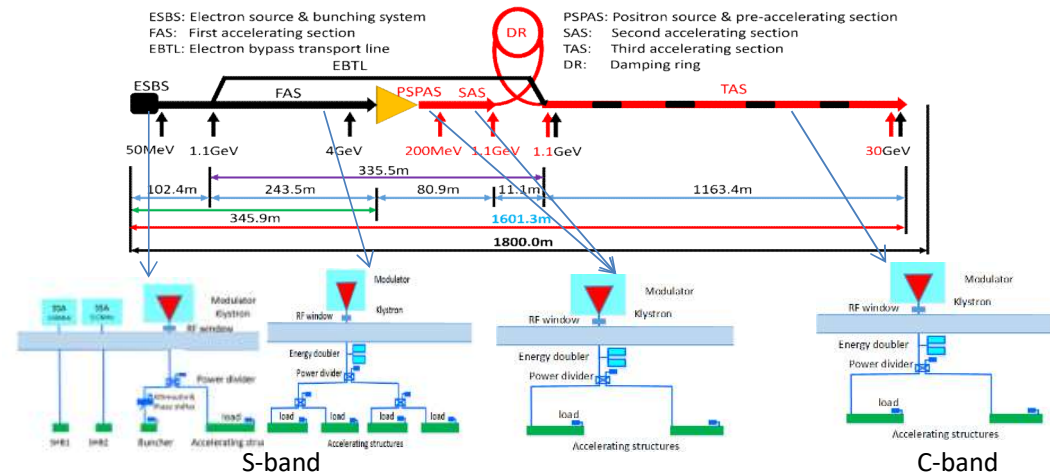 ESBS: Electron source & bunching system
FAS: First accelerating section
EBTL: Electron bypass transport line
PSPAS: Positron source & pre-accelerating section
SAS: Second accelerating section
TAS: Third accelerating section
DR: Damping ring
DR
EBTL
ESBS
FAS
PSPAS
SAS
TAS
50MeV
1.1GeV
4GeV
200MeV
1.1GeV
1.1GeV
30GeV
335.5m
102.4m
243.5m
80.9m
11.1m
1163.4m
345.9m
1601.3m
1800.0m
SSA
SSA
Modulator
Klystron
RF window
Power divider
load
Buncher
Accelerating stru
Modulator
Klystron
RF window
Energy doubler
Power divider
load
load
load
load
Accelerating structures
Modulator
Klystron
RF window
Energy doubler
Power divider
load
Accelerating structures
Modulator
Klystron
RF window
Energy doubler
Power divider
load
Accelerating structures
S-band
C-band